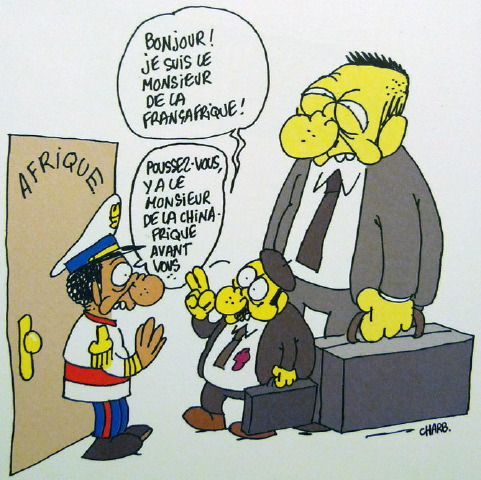 BONJOUR!
JE SUIS LE
MONSIEUR
DE LA
FRANÇAFRIQUE!
AFRIQUE
POUSSEZ-VOUS,
Y A LE
MONSIEUR
DE LA CHINA-
FRIQUE
AVANT
VOUS
CHARB.